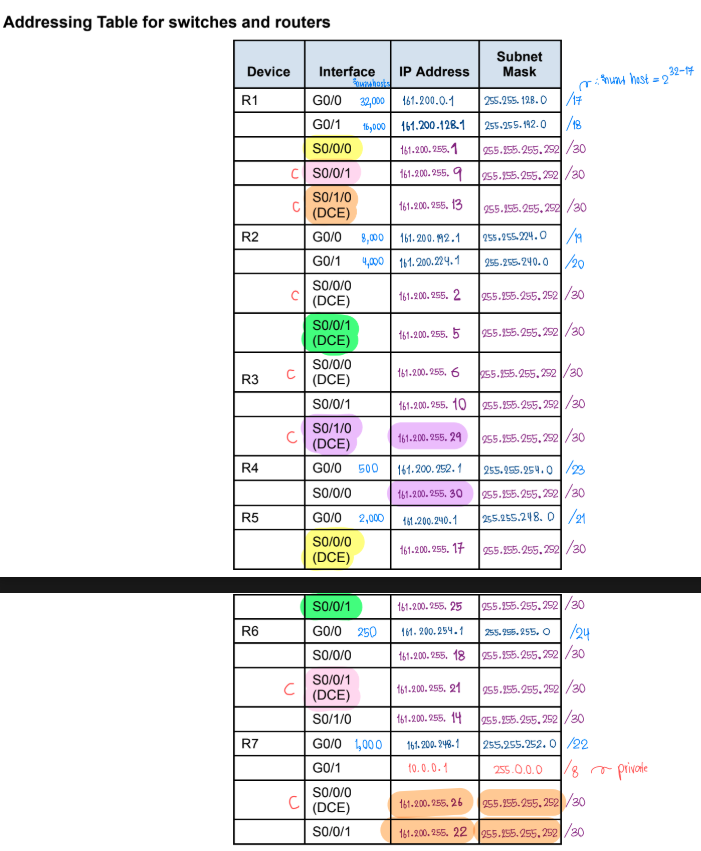 Addressing Table for switches and routers
Device Interface IP Address Subnet Mask
จำนวน host = 2^32-17
R1 G0/0 32,000 161.200.0.1 255.255.128.0 /17
G0/1 16,000 161.200.128.1 255.255.192.0 /18
S0/0/0 161.200.255.1 255.255.255.252 /30
C S0/0/1 161.200.255.9 255.255.255.252 /30
C S0/1/0 (DCE) 161.200.255.13 255.255.255.252 /30
R2 G0/0 8,000 161.200.192.1 255.255.224.0 /19
G0/1 4,000 161.200.224.1 255.255.240.0 /20
C S0/0/0 (DCE) 161.200.255.2 255.255.255.252 /30
S0/0/1 (DCE) 161.200.255.5 255.255.255.252 /30
R3 C S0/0/0 (DCE) 161.200.255.6 255.255.255.252 /30
S0/0/1 161.200.255.10 255.255.255.252 /30
C S0/1/0 (DCE) 161.200.255.29 255.255.255.252 /30
R4 G0/0 500 161.200.252.1 255.255.254.0 /23
S0/0/0 161.200.255.30 255.255.255.252 /30
R5 G0/0 2,000 161.200.240.1 255.255.248.0 /21
S0/0/0 (DCE) 161.200.255.17 255.255.255.252 /30
S0/0/1 161.200.255.25 255.255.255.252 /30
R6 G0/0 250 161.200.254.1 255.255.255.0 /24
S0/0/0 161.200.255.18 255.255.255.252 /30
C S0/0/1 (DCE) 161.200.255.21 255.255.255.252 /30
S0/1/0 161.200.255.14 255.255.255.252 /30
R7 G0/0 1,000 161.200.248.1 255.255.252.0 /22
G0/1 10.0.0.1 255.0.0.0 /8 private
C S0/0/0 (DCE) 161.200.255.26 255.255.255.252 /30
S0/0/1 161.200.255.22 255.255.255.252 /30